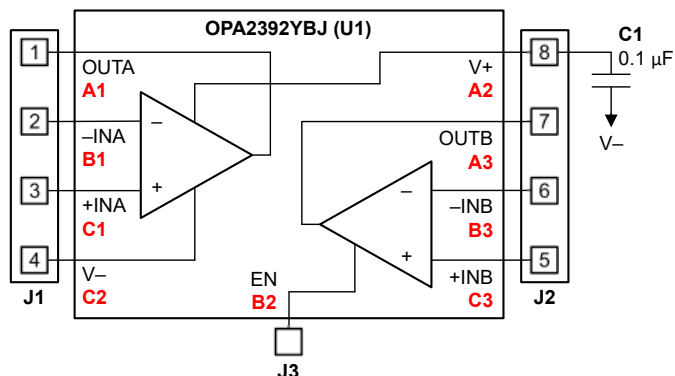 OPA2392YBJ (U1)
1
OUTA
A1
2
–INA
B1
3
+INA
C1
4
V–
C2
J1
–
+
V+
A2
8
C1
0.1 µF
V–
OUTB
A3
7
–
–INB
B3
6
+
+INB
C3
5
J2
EN
B2
J3